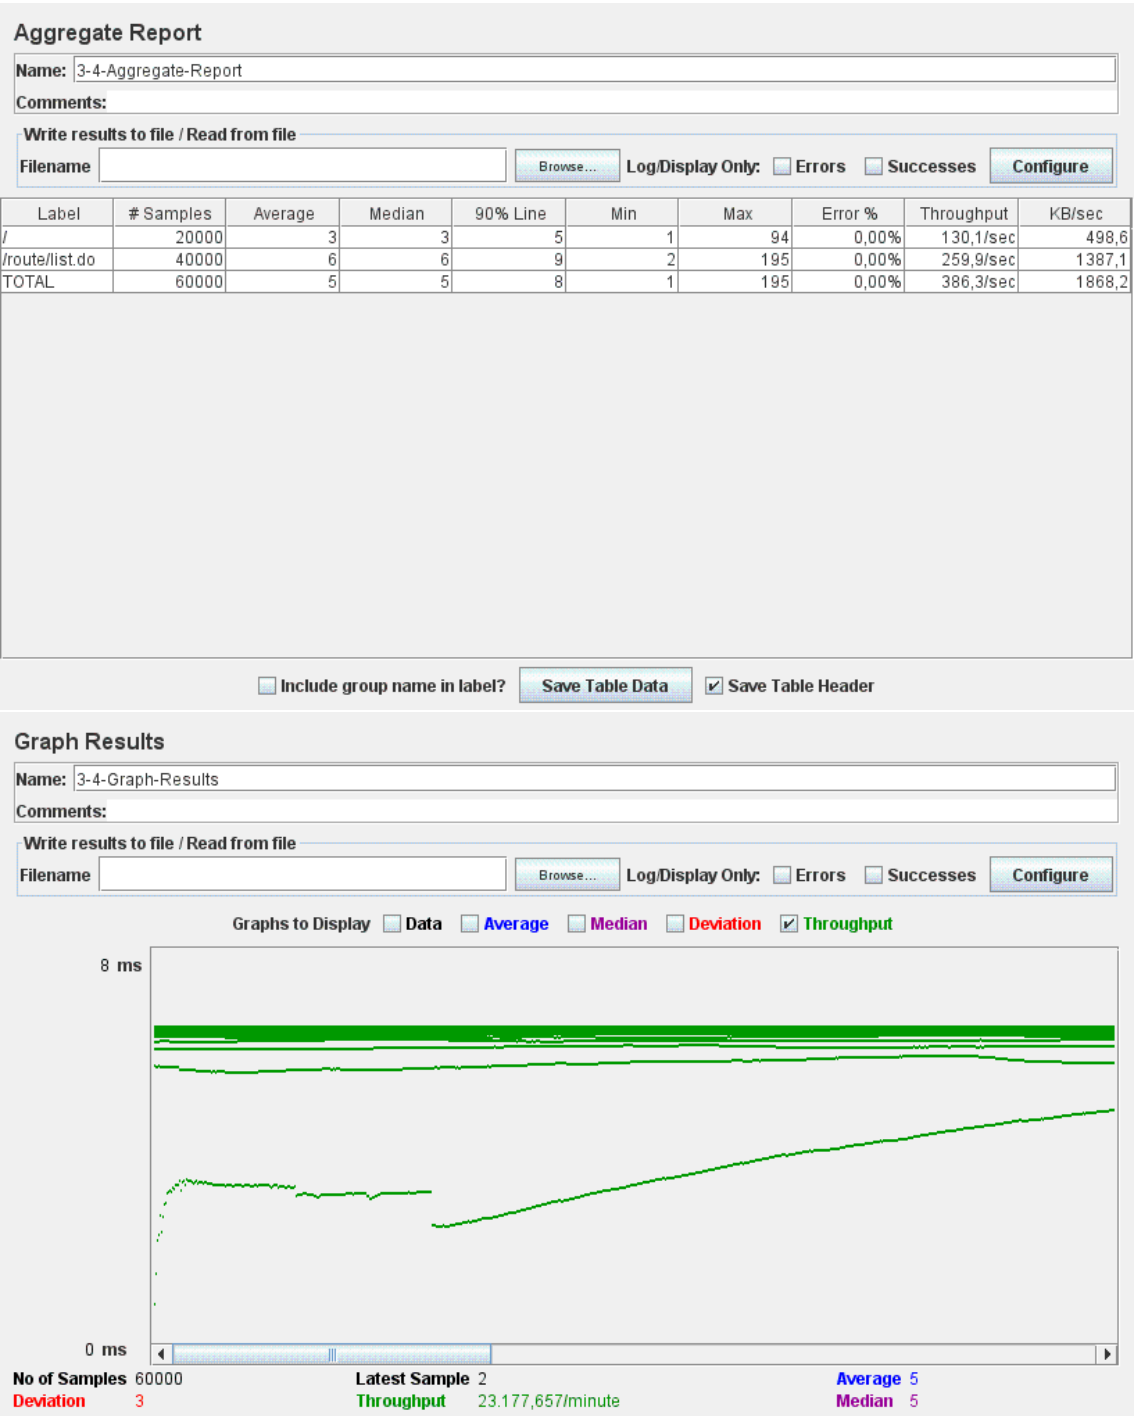 Aggregate Report
Name: 3-4-Aggregate-Report
Comments:
Write results to file / Read from file
Filename Browse... Log/Display Only: Errors Successes Configure
Label # Samples Average Median 90% Line Min Max Error % Throughput KB/sec
/ 20000 3 3 5 1 94 0,00% 130,1/sec 498,6
/route/list.do 40000 6 6 9 2 195 0,00% 259,9/sec 1387,1
TOTAL 60000 5 5 8 1 195 0,00% 386,3/sec 1868,2
Include group name in label? Save Table Data Save Table Header
Graph Results
Name: 3-4-Graph-Results
Comments:
Write results to file / Read from file
Filename Browse... Log/Display Only: Errors Successes Configure
Graphs to Display Data Average Median Deviation Throughput
8 ms
0 ms
No of Samples 60000 Latest Sample 2 Average 5
Deviation 3 Throughput 23.177,657/minute Median 5